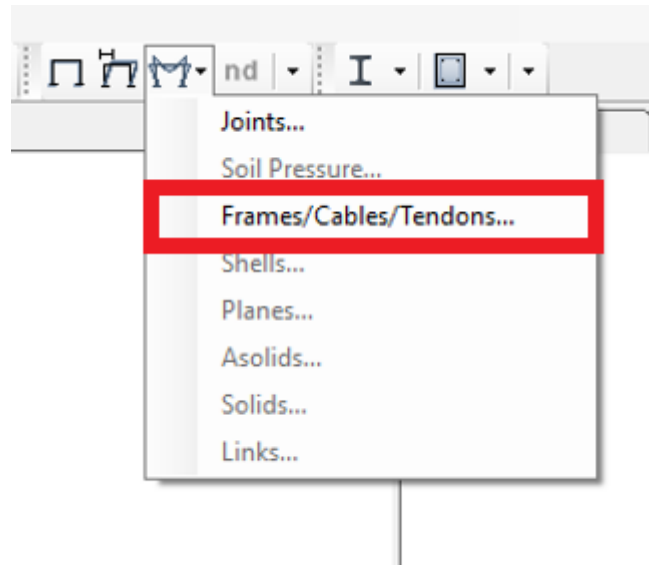 nd
Joints...
Soil Pressure...
Frames/Cables/Tendons...
Shells...
Planes...
Asolids...
Solids...
Links...